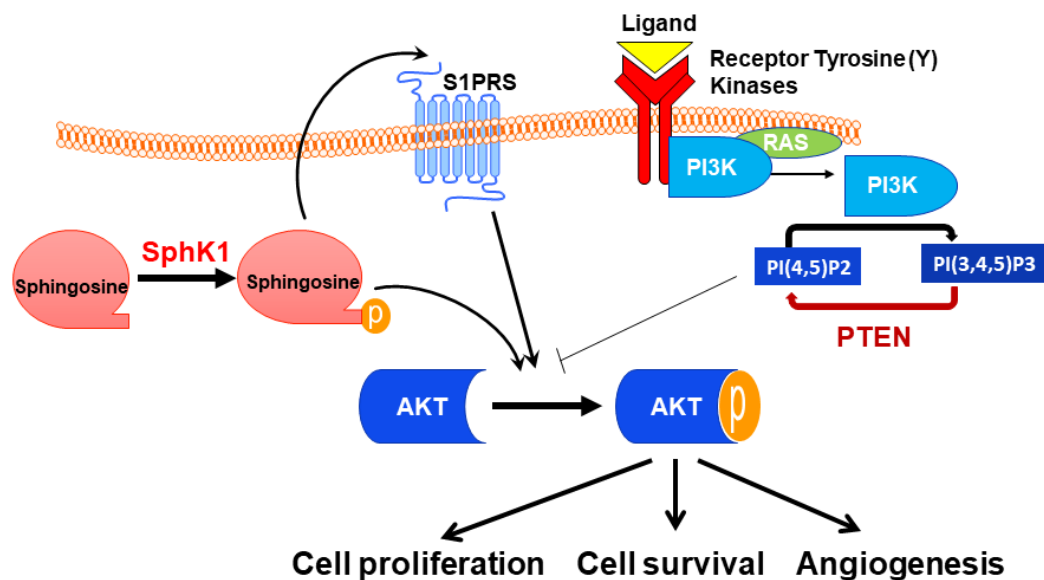 Ligand
Receptor Tyrosine (Y)
Kinases
S1PRS
RAS
PI3K
PI3K
SphK1
Sphingosine
Sphingosine
p
PI(4,5)P2
PI(3,4,5)P3
PTEN
AKT
AKT
p
Cell proliferation
Cell survival
Angiogenesis